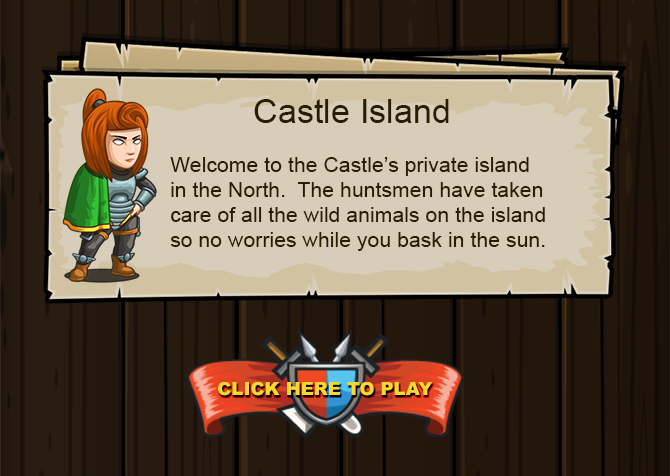 Castle Island
Welcome to the Castle’s private island
in the North.  The huntsmen have taken
care of all the wild animals on the island
so no worries while you bask in the sun.
CLICK HERE TO PLAY